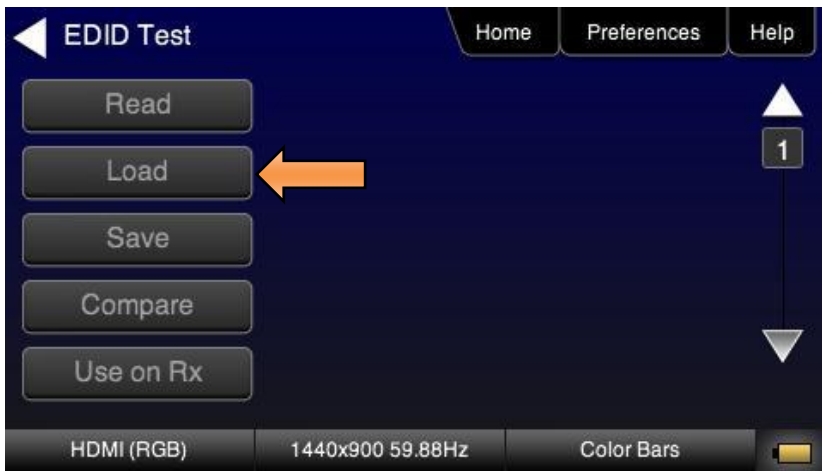 EDID Test
Home
Preferences
Help
Read
Load
1
Save
Compare
Use on Rx
HDMI (RGB)
1440x900 59.88Hz
Color Bars